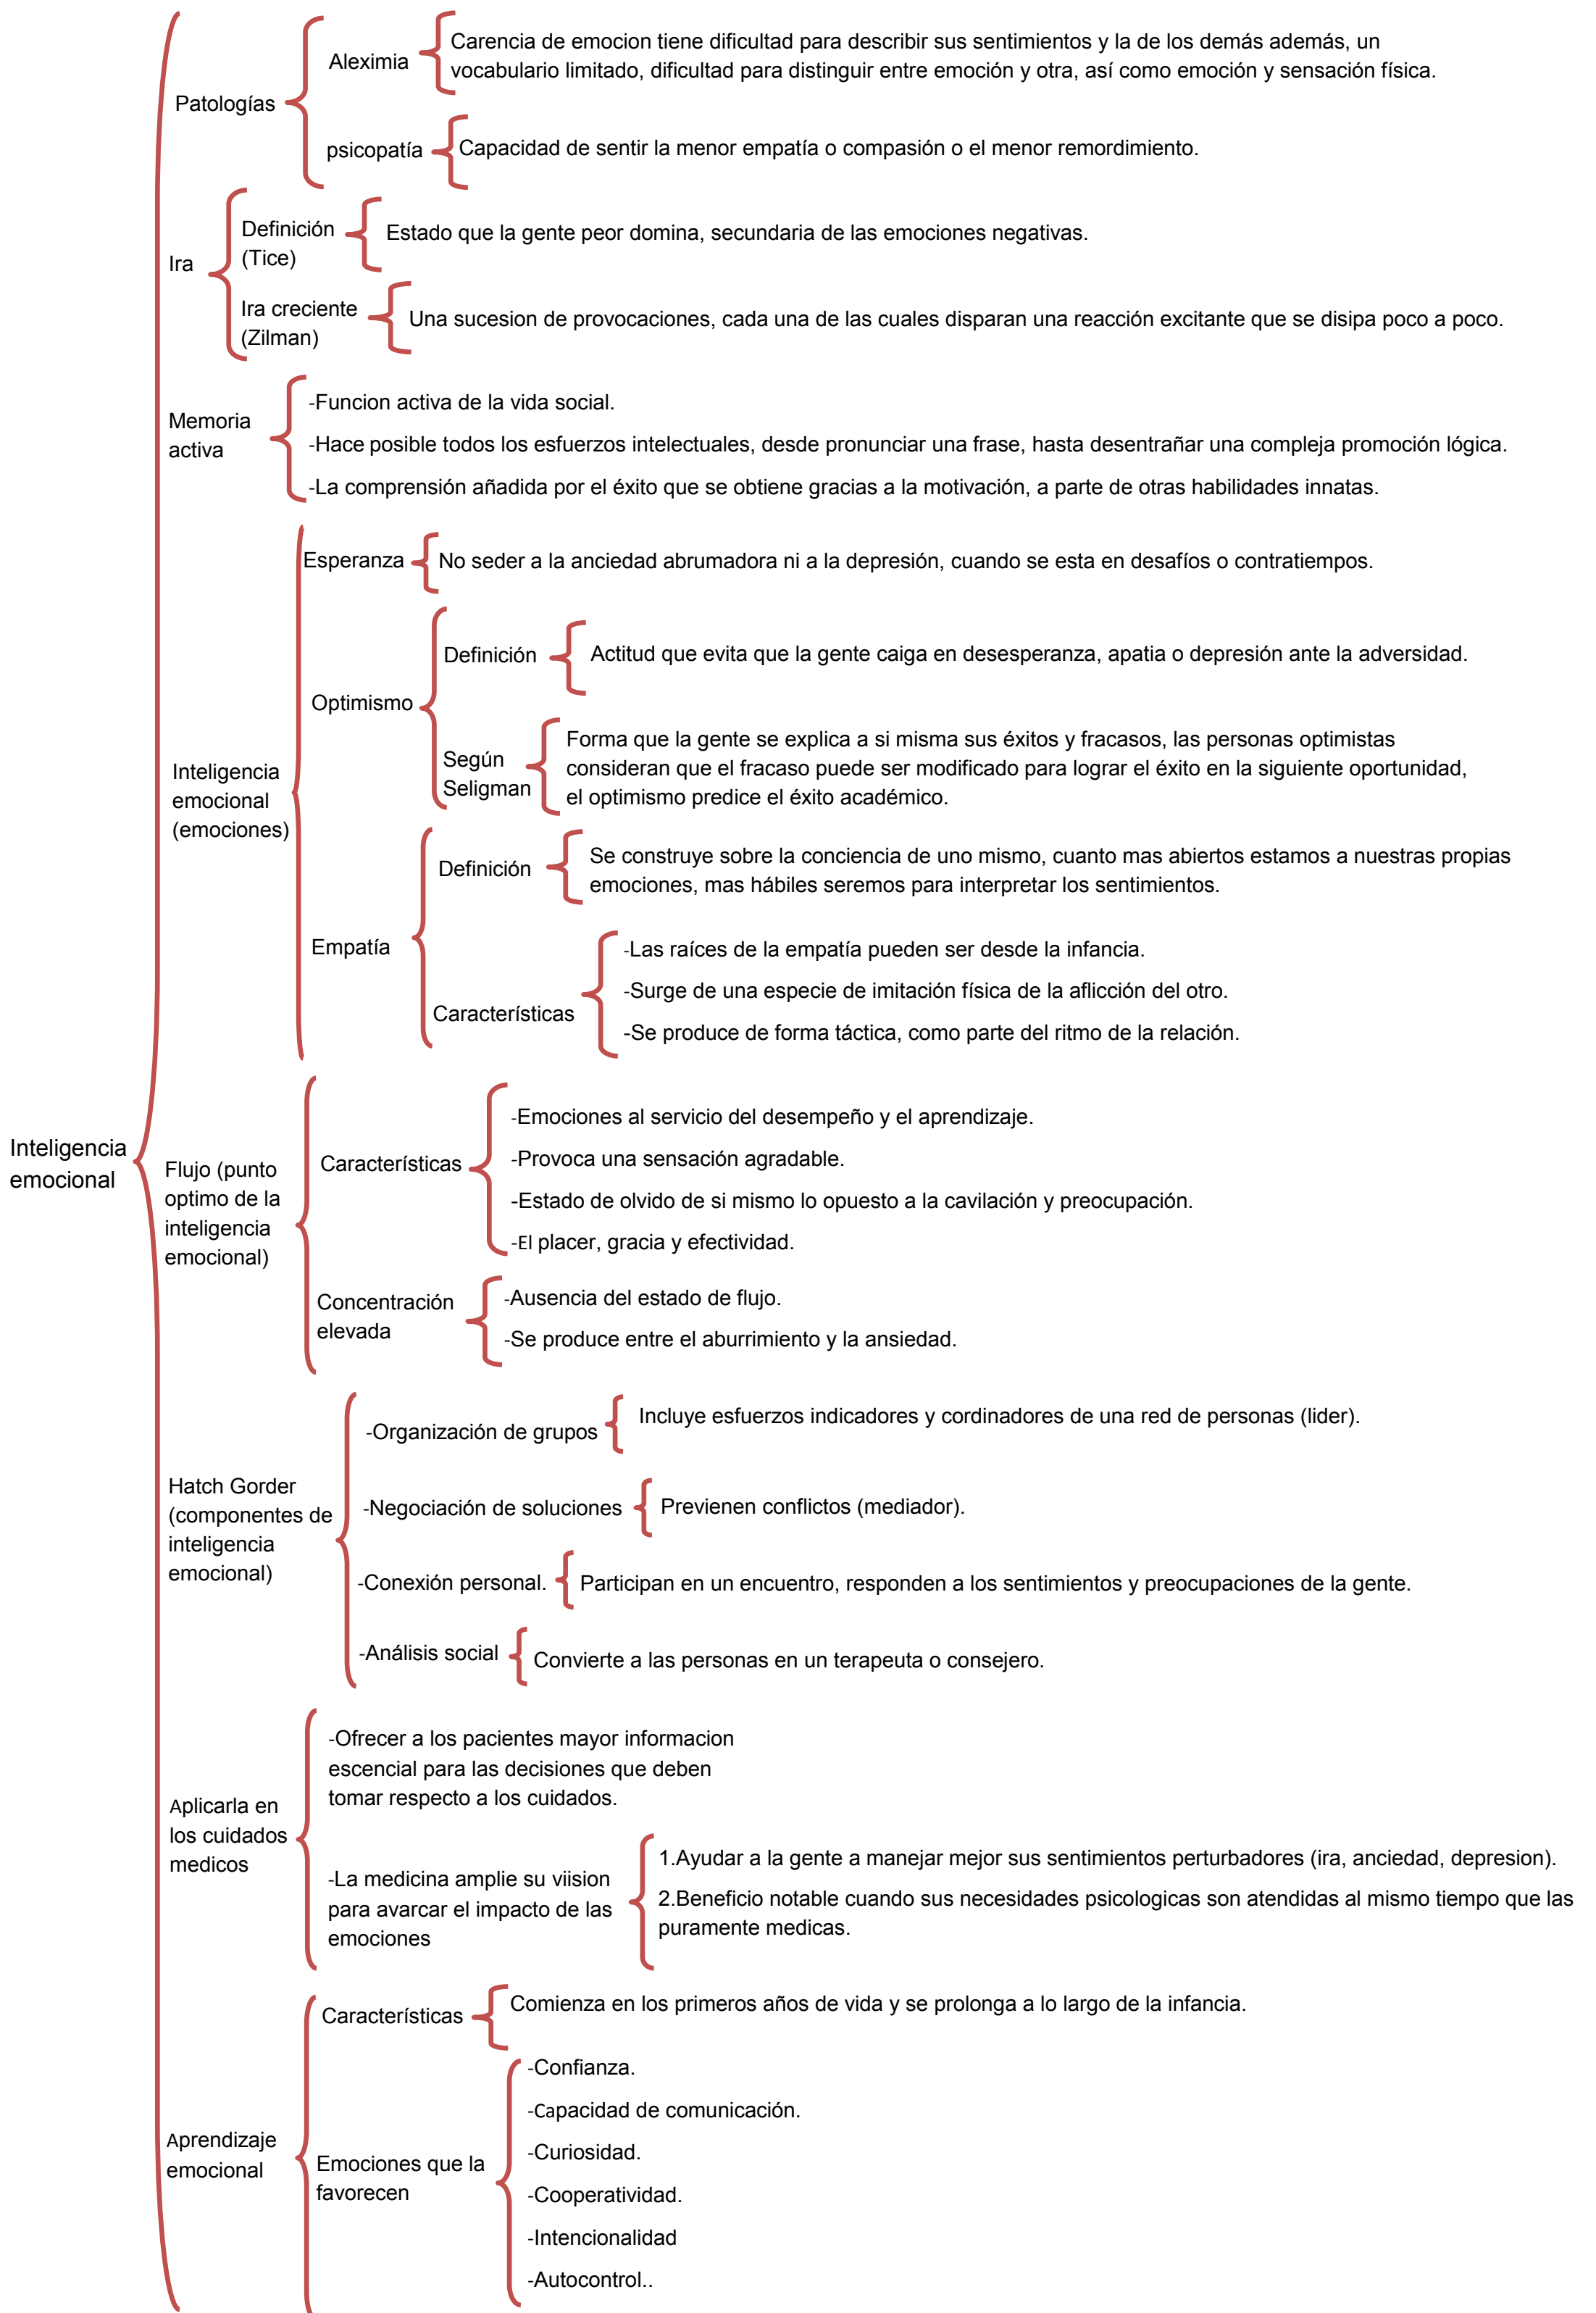 Inteligencia
emocional
Patologías
Aleximia
Carencia de emocion tiene dificultad para describir sus sentimientos y la de los demás además, un
vocabulario limitado, dificultad para distinguir entre emoción y otra, así como emoción y sensación física.
psicopatía
Capacidad de sentir la menor empatía o compasión o el menor remordimiento.
Ira
Definición
(Tice)
Estado que la gente peor domina, secundaria de las emociones negativas.
Ira creciente
(Zilman)
Una sucesion de provocaciones, cada una de las cuales disparan una reacción excitante que se disipa poco a poco.
Memoria
activa
-Funcion activa de la vida social.
-Hace posible todos los esfuerzos intelectuales, desde pronunciar una frase, hasta desentrañar una compleja promoción lógica.
-La comprensión añadida por el éxito que se obtiene gracias a la motivación, a parte de otras habilidades innatas.
Inteligencia
emocional
(emociones)
Esperanza
No seder a la anciedad abrumadora ni a la depresión, cuando se esta en desafíos o contratiempos.
Optimismo
Definición
Actitud que evita que la gente caiga en desesperanza, apatia o depresión ante la adversidad.
Según
Seligman
Forma que la gente se explica a si misma sus éxitos y fracasos, las personas optimistas
consideran que el fracaso puede ser modificado para lograr el éxito en la siguiente oportunidad,
el optimismo predice el éxito académico.
Empatía
Definición
Se construye sobre la conciencia de uno mismo, cuanto mas abiertos estamos a nuestras propias
emociones, mas hábiles seremos para interpretar los sentimientos.
Características
-Las raíces de la empatía pueden ser desde la infancia.
-Surge de una especie de imitación física de la aflicción del otro.
-Se produce de forma táctica, como parte del ritmo de la relación.
Flujo (punto
optimo de la
inteligencia
emocional)
Características
-Emociones al servicio del desempeño y el aprendizaje.
-Provoca una sensación agradable.
-Estado de olvido de si mismo lo opuesto a la cavilación y preocupación.
-El placer, gracia y efectividad.
Concentración
elevada
-Ausencia del estado de flujo.
-Se produce entre el aburrimiento y la ansiedad.
Hatch Gorder
(componentes de
inteligencia
emocional)
-Organización de grupos
Incluye esfuerzos indicadores y cordinadores de una red de personas (lider).
-Negociación de soluciones
Previenen conflictos (mediador).
-Conexión personal.
Participan en un encuentro, responden a los sentimientos y preocupaciones de la gente.
-Análisis social
Convierte a las personas en un terapeuta o consejero.
Aplicarla en
los cuidados
medicos
-Ofrecer a los pacientes mayor informacion
escencial para las decisiones que deben
tomar respecto a los cuidados.
-La medicina amplie su viision
para avarcar el impacto de las
emociones
1.Ayudar a la gente a manejar mejor sus sentimientos perturbadores (ira, anciedad, depresion).
2.Beneficio notable cuando sus necesidades psicologicas son atendidas al mismo tiempo que las
puramente medicas.
Aprendizaje
emocional
Características
Comienza en los primeros años de vida y se prolonga a lo largo de la infancia.
Emociones que la
favorecen
-Confianza.
-Capacidad de comunicación.
-Curiosidad.
-Cooperatividad.
-Intencionalidad
-Autocontrol..